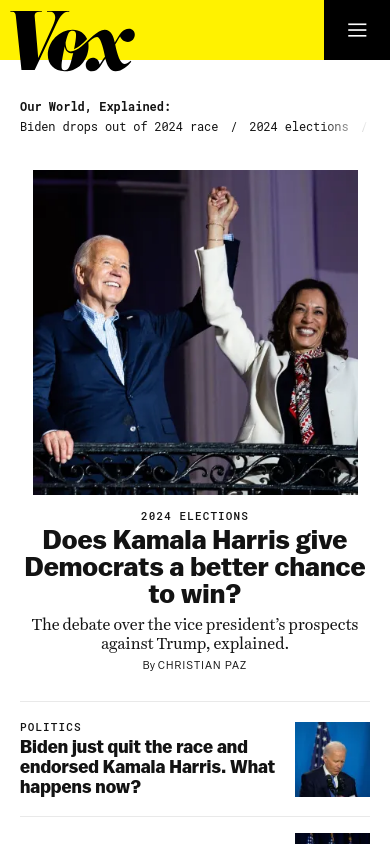 Vox
Our World, Explained:
Biden drops out of 2024 race / 2024 elections /
2024 ELECTIONS
Does Kamala Harris give
Democrats a better chance
to win?
The debate over the vice president’s prospects
against Trump, explained.
By CHRISTIAN PAZ
POLITICS
Biden just quit the race and
endorsed Kamala Harris. What
happens now?